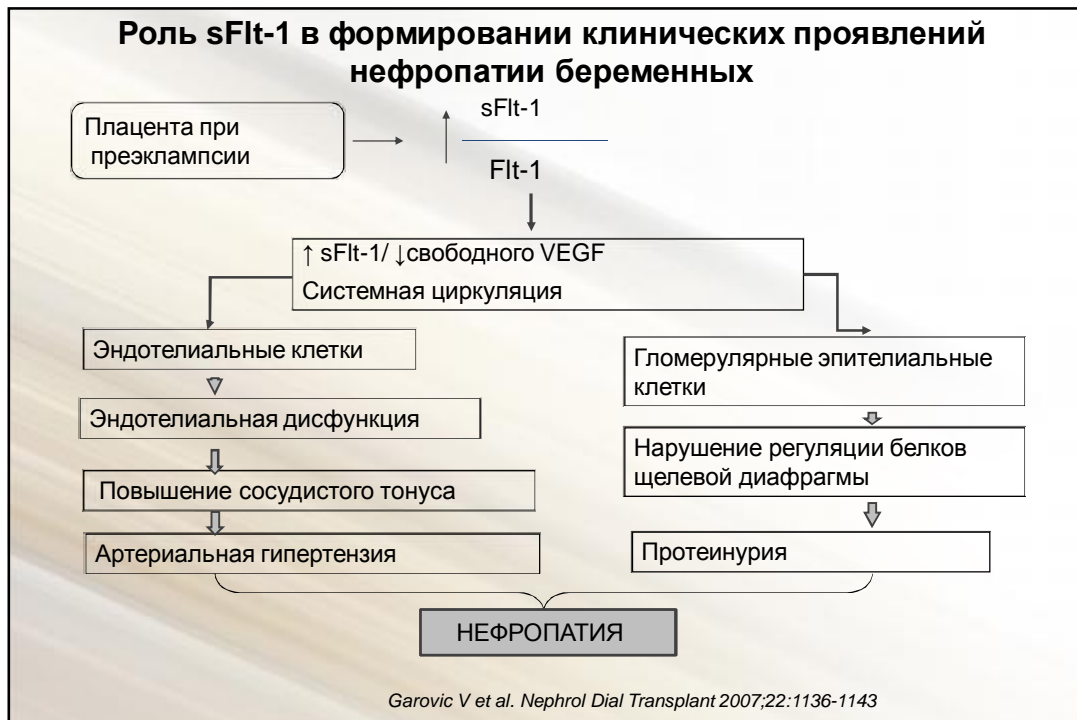 Роль sFlt-1 в формировании клинических проявлений
нефропатии беременных
Плацента при
преэклампсии
sFlt-1
Flt-1
↑ sFlt-1/ ↓свободного VEGF
Системная циркуляция
Эндотелиальные клетки
Эндотелиальная дисфункция
Повышение сосудистого тонуса
Артериальная гипертензия
Гломерулярные эпителиальные
клетки
Нарушение регуляции белков
щелевой диафрагмы
Протеинурия
НЕФРОПАТИЯ
Garovic V et al. Nephrol Dial Transplant 2007;22:1136-1143